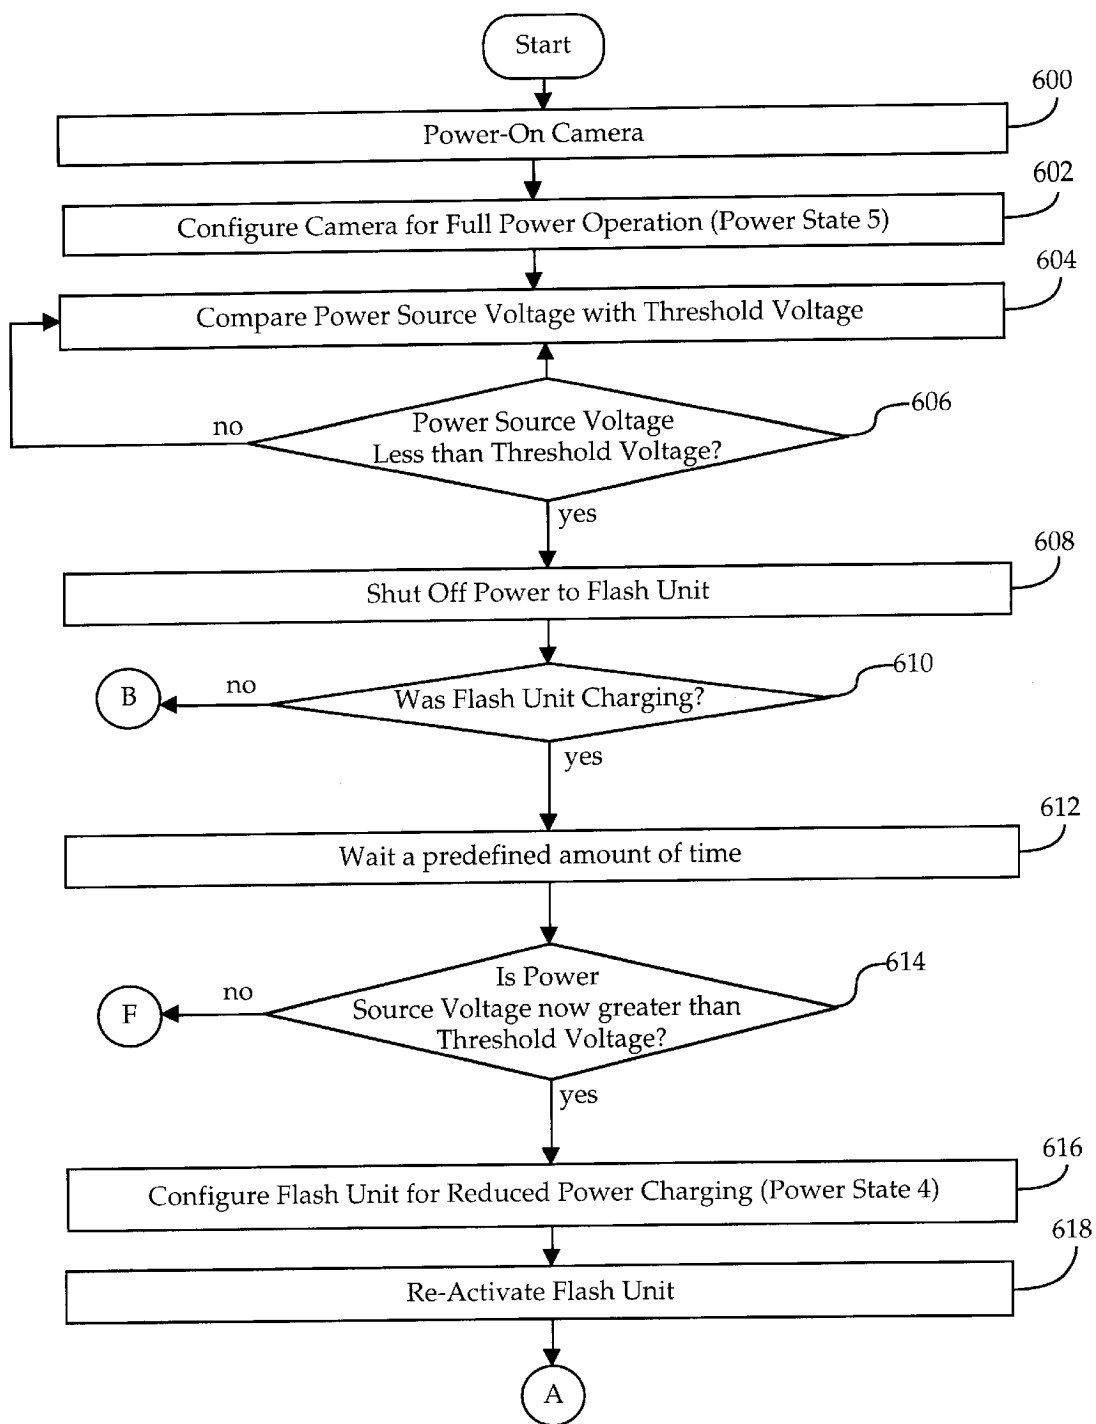 Start
600
Power-On Camera
602
Configure Camera for Full Power Operation (Power State 5)
604
Compare Power Source Voltage with Threshold Voltage
606
no
Power Source Voltage
Less than Threshold Voltage?
yes
608
Shut Off Power to Flash Unit
610
B
no
Was Flash Unit Charging?
yes
612
Wait a predefined amount of time
614
F
no
Is Power
Source Voltage now greater than
Threshold Voltage?
yes
616
Configure Flash Unit for Reduced Power Charging (Power State 4)
618
Re-Activate Flash Unit
A